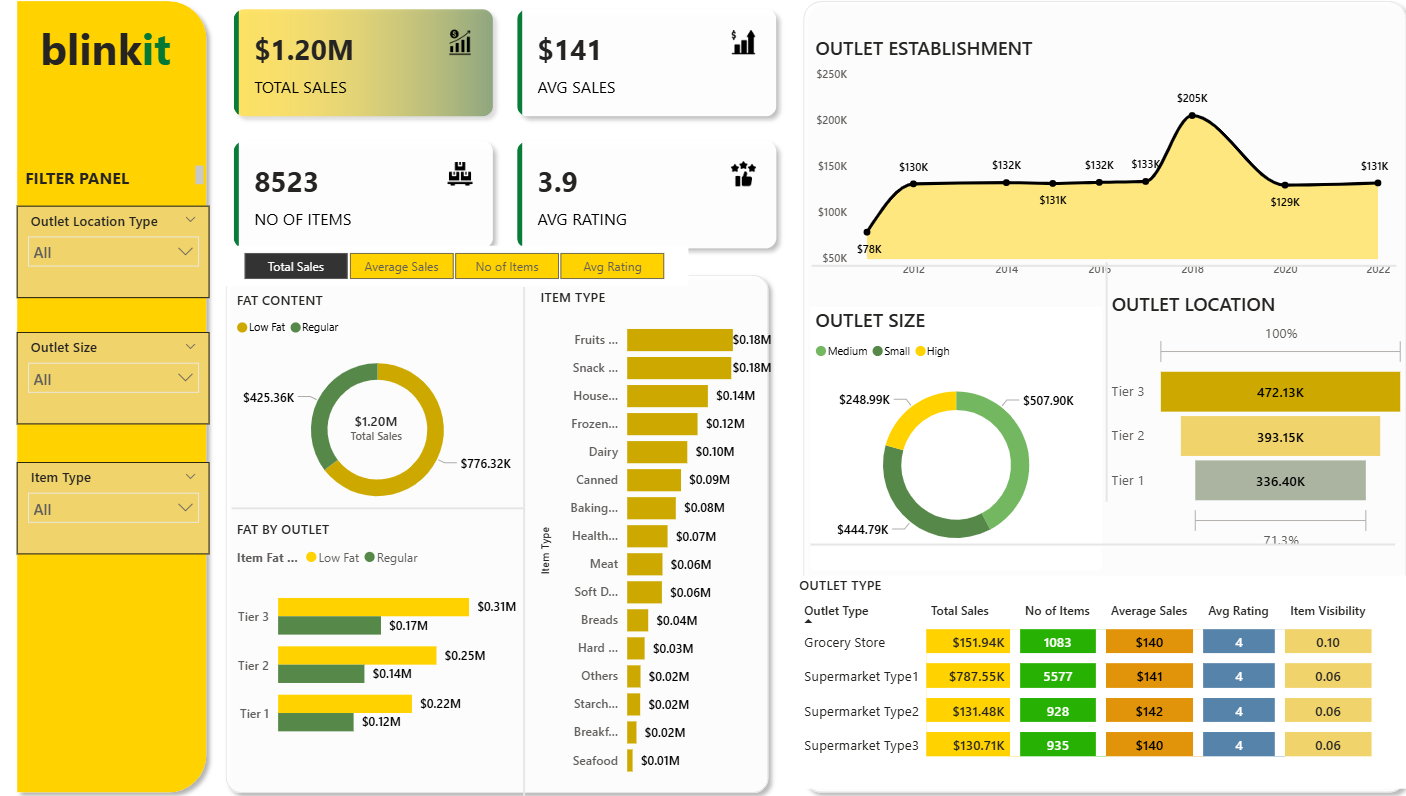 blinkit
FILTER PANEL
Outlet Location Type
All
Outlet Size
All
Item Type
All
$1.20M
TOTAL SALES
$141
AVG SALES
8523
NO OF ITEMS
3.9
AVG RATING
Total Sales
Average Sales
No of Items
Avg Rating
FAT CONTENT
Low Fat Regular
$425.36K
$1.20M
Total Sales
$776.32K
FAT BY OUTLET
Item Fat ... Low Fat Regular
Tier 3 $0.31M
$0.17M
Tier 2 $0.25M
$0.14M
Tier 1 $0.22M
$0.12M
ITEM TYPE
Item Type
Fruits ... $0.18M
Snack ... $0.18M
House... $0.14M
Frozen... $0.12M
Dairy $0.10M
Canned $0.09M
Baking... $0.08M
Health... $0.07M
Meat $0.06M
Soft D... $0.06M
Breads $0.04M
Hard ... $0.03M
Others $0.02M
Starch... $0.02M
Breakf... $0.02M
Seafood $0.01M
OUTLET ESTABLISHMENT
$250K
$200K
$150K
$100K
$50K
$78K
$130K
$132K
$131K
$132K
$133K
$205K
$129K
$131K
2012 2014 2016 2018 2020 2022
OUTLET SIZE
Medium Small High
$248.99K
$507.90K
$444.79K
OUTLET LOCATION
100%
Tier 3 472.13K
Tier 2 393.15K
Tier 1 336.40K
71.3%
OUTLET TYPE
Outlet Type Total Sales No of Items Average Sales Avg Rating Item Visibility
Grocery Store $151.94K 1083 $140 4 0.10
Supermarket Type1 $787.55K 5577 $141 4 0.06
Supermarket Type2 $131.48K 928 $142 4 0.06
Supermarket Type3 $130.71K 935 $140 4 0.06